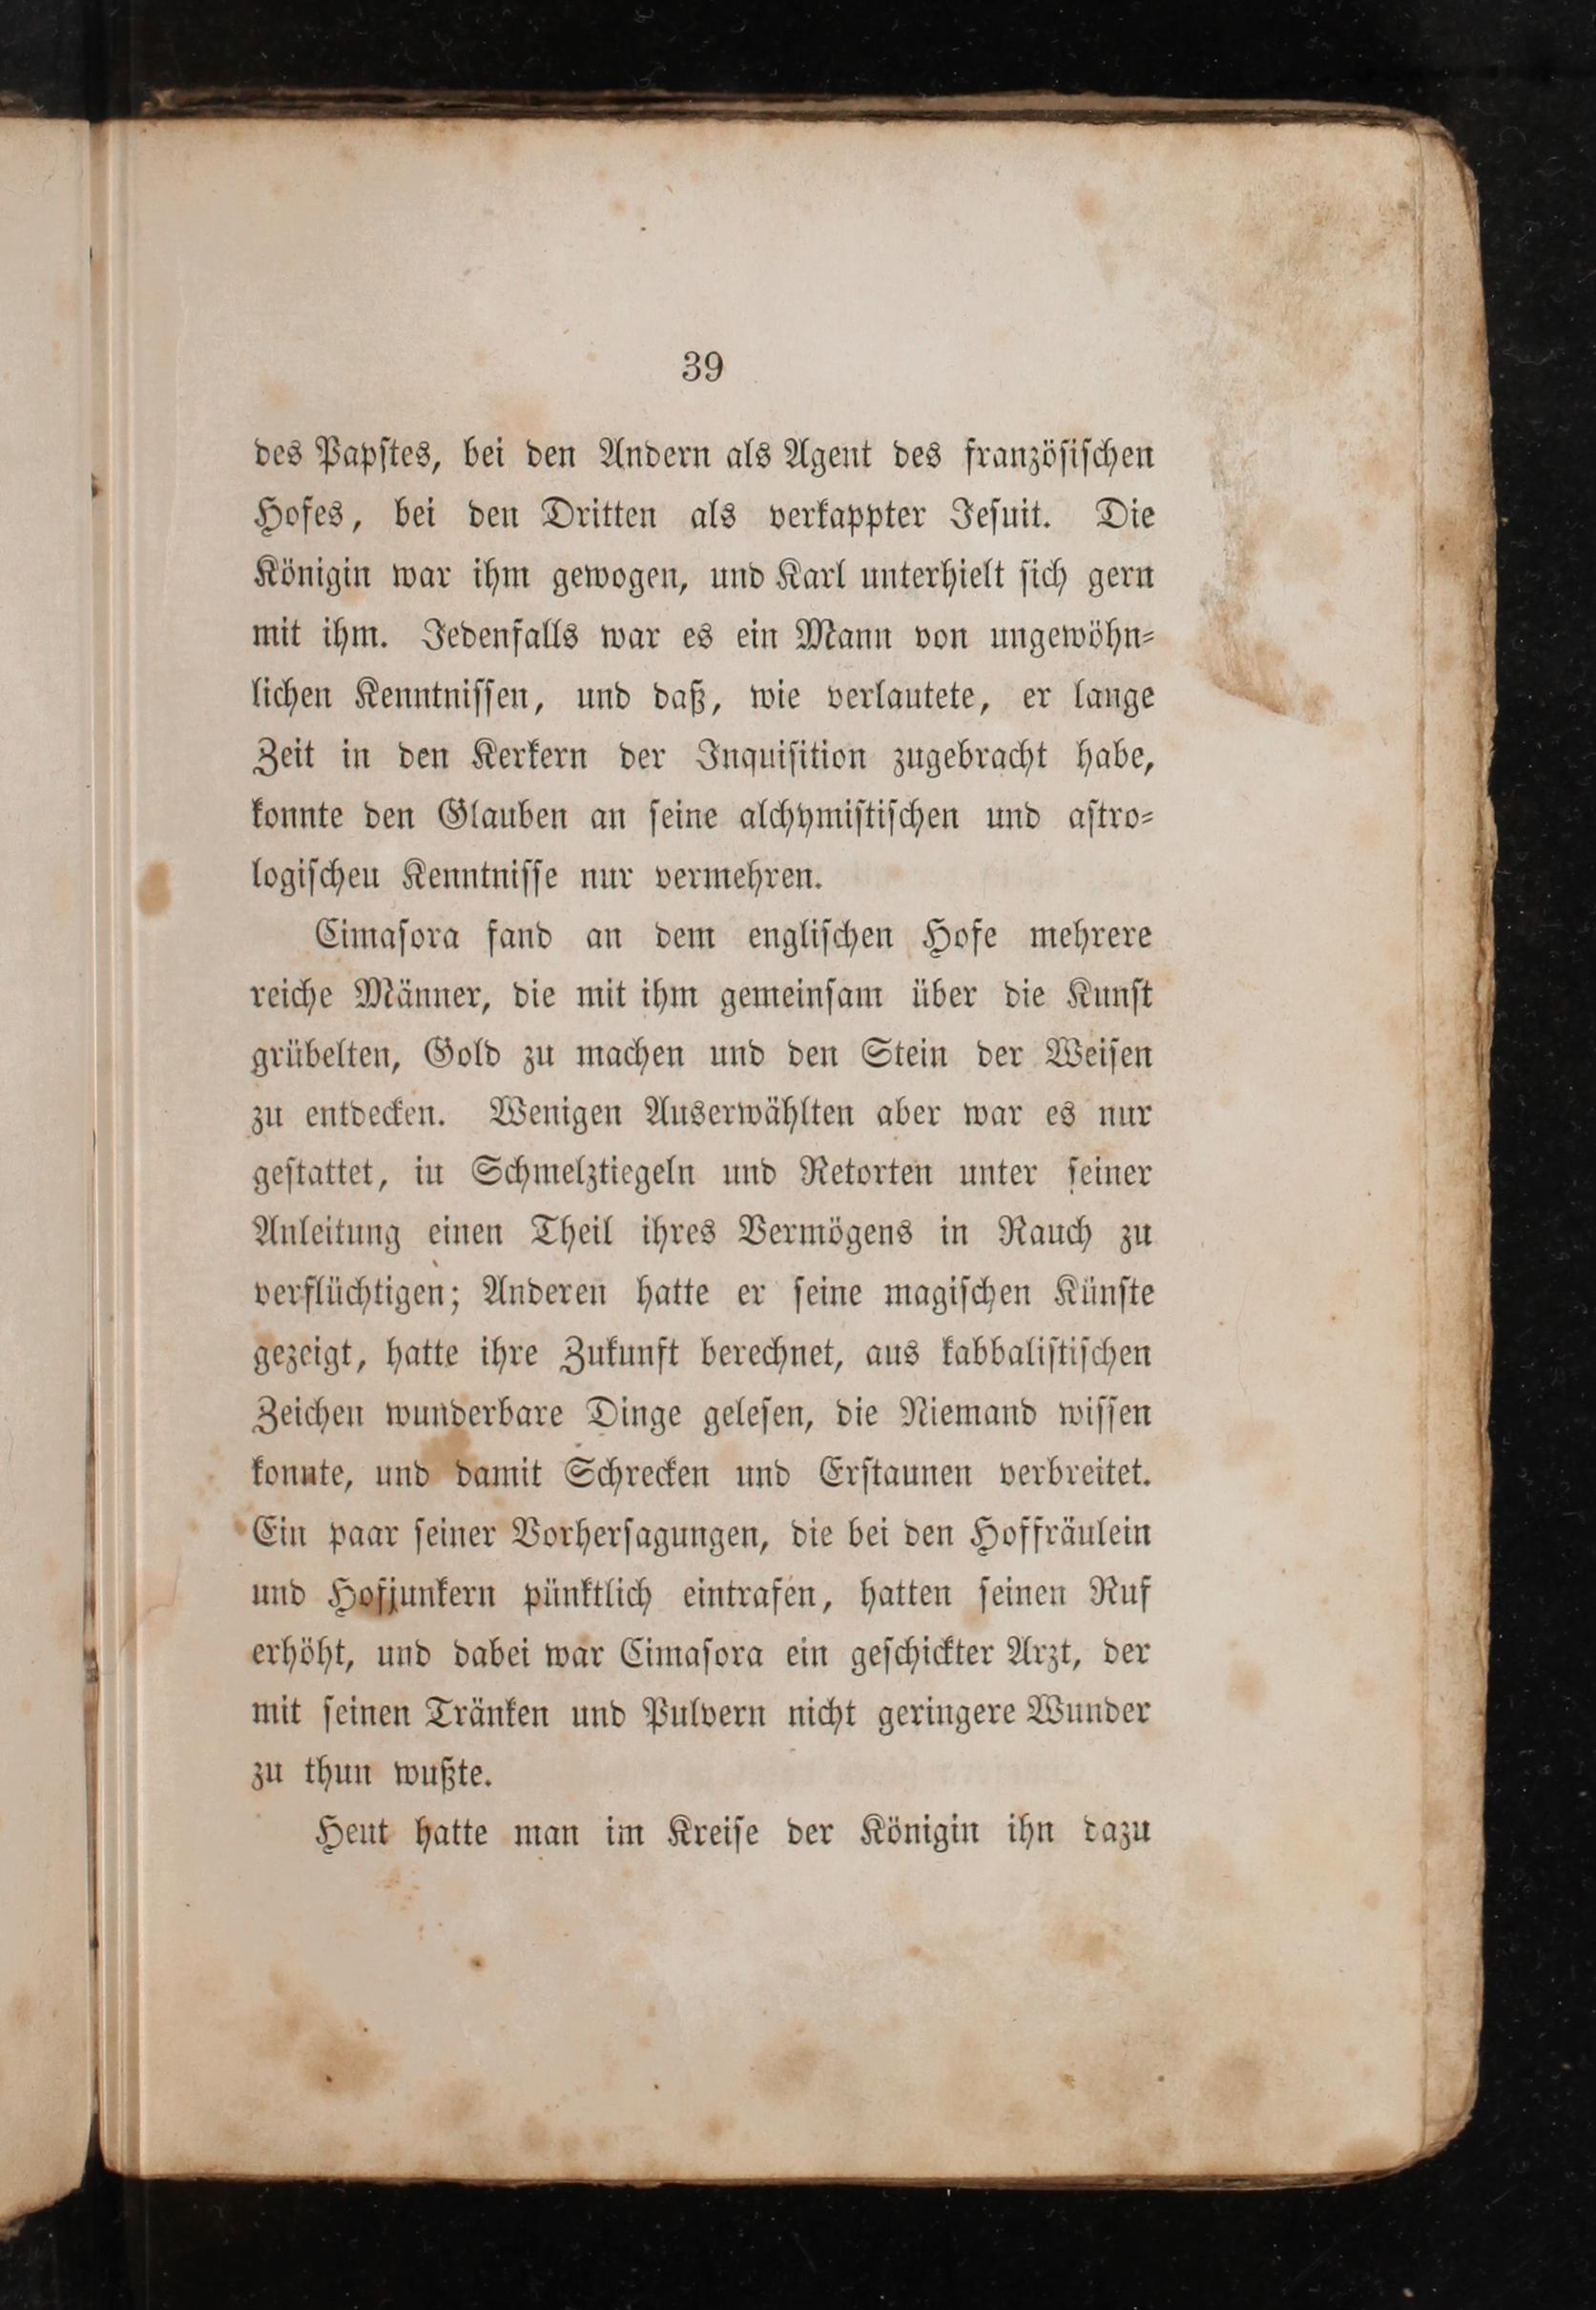 39
des Papstes, bei den Andern als Agent des französischen
Hofes, bei den Dritten als verkappter Jesuit. Die
Königin war ihm gewogen, und Karl unterhielt sich gern
mit ihm. Jedenfalls war es ein Mann von ungewöhn-
lichen Kenntnissen, und daß, wie verlautete, er lange
Zeit in den Kerkern der Inquisition zugebracht habe,
konnte den Glauben an seine alchymistischen und astro-
logischen Kenntnisse nur vermehren.
Cimasora fand an dem englischen Hofe mehrere
reiche Männer, die mit ihm gemeinsam über die Kunst
grübelten, Gold zu machen und den Stein der Weisen
zu entdecken. Wenigen Auserwählten aber war es nur
gestattet, in Schmelztiegeln und Retorten unter seiner
Anleitung einen Theil ihres Vermögens in Rauch zu
verflüchtigen; Anderen hatte er seine magischen Künste
gezeigt, hatte ihre Zukunft berechnet, aus kabbalistischen
Zeichen wunderbare Dinge gelesen, die Niemand wissen
konnte, und damit Schrecken und Erstaunen verbreitet.
Ein paar seiner Vorhersagungen, die bei den Hoffräulein
und Hofjunkern pünktlich eintrafen, hatten seinen Ruf
erhöht, und dabei war Cimasora ein geschickter Arzt, der
mit seinen Tränken und Pulvern nicht geringere Wunder
zu thun wußte.
Heut hatte man im Kreise der Königin ihn dazu